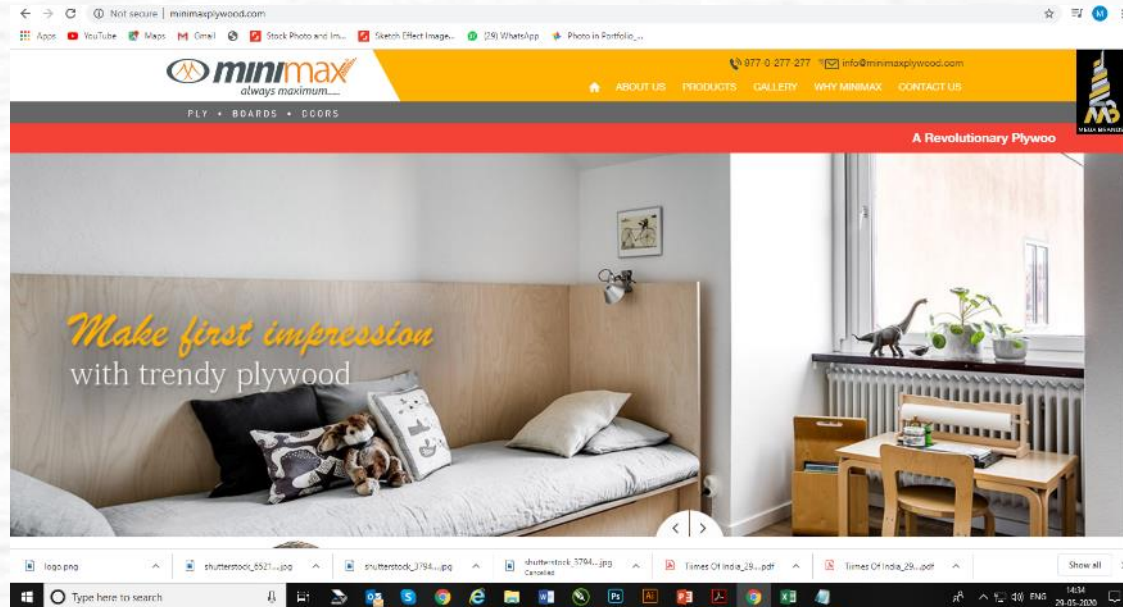 Not secure | minimaxplywood.com
Apps YouTube Maps Gmail Stock Photo and Im... Sketch Effect Image... (29) WhatsApp Photo in Portfolio_...
M
minimax
always maximum.....
977-0-277-277 info@minimaxplywood.com
ABOUT US PRODUCTS GALLERY WHY MINIMAX CONTACT US
PLY • BOARDS • DOORS
MEGA BRANDS
A Revolutionary Plywoo
Make first impression
with trendy plywood
logo.png shutterstock_6521....jpg shutterstock_3794....jpg shutterstock_3794....jpg Times Of India_29....pdf Times Of India_29....pdf Show all
Cancelled
Type here to search
ENG 14:34
29-05-2020